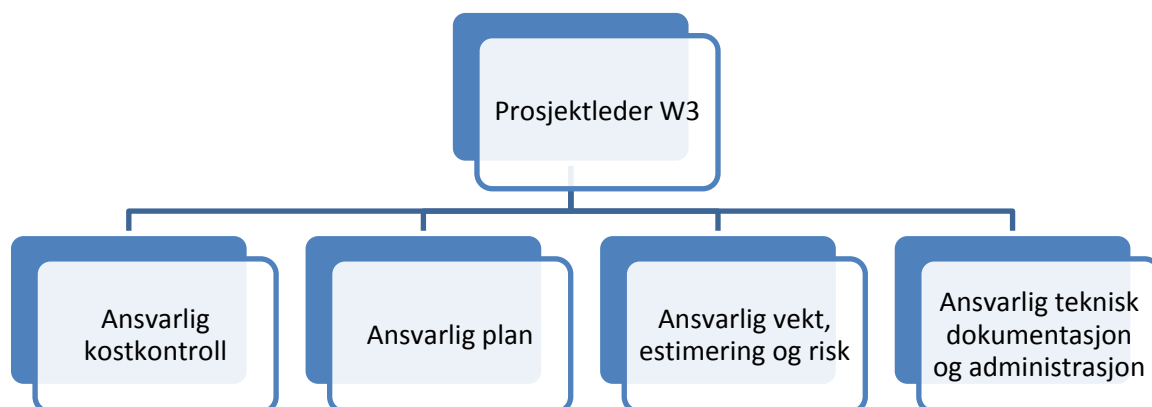 Prosjektleder W3
Ansvarlig
kostkontroll
Ansvarlig plan
Ansvarlig vekt,
estimering og risk
Ansvarlig teknisk
dokumentasjon
og administrasjon